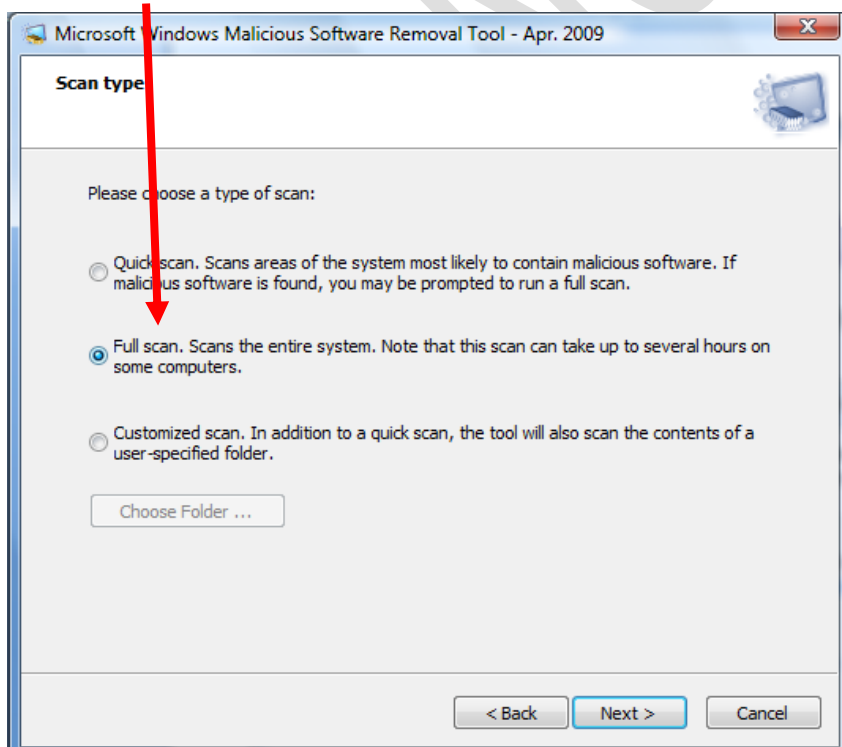 Microsoft Windows Malicious Software Removal Tool - Apr. 2009
Scan type
Please choose a type of scan:
Quick scan. Scans areas of the system most likely to contain malicious software. If
malicious software is found, you may be prompted to run a full scan.
Full scan. Scans the entire system. Note that this scan can take up to several hours on
some computers.
Customized scan. In addition to a quick scan, the tool will also scan the contents of a
user-specified folder.
Choose Folder ...
< Back
Next >
Cancel